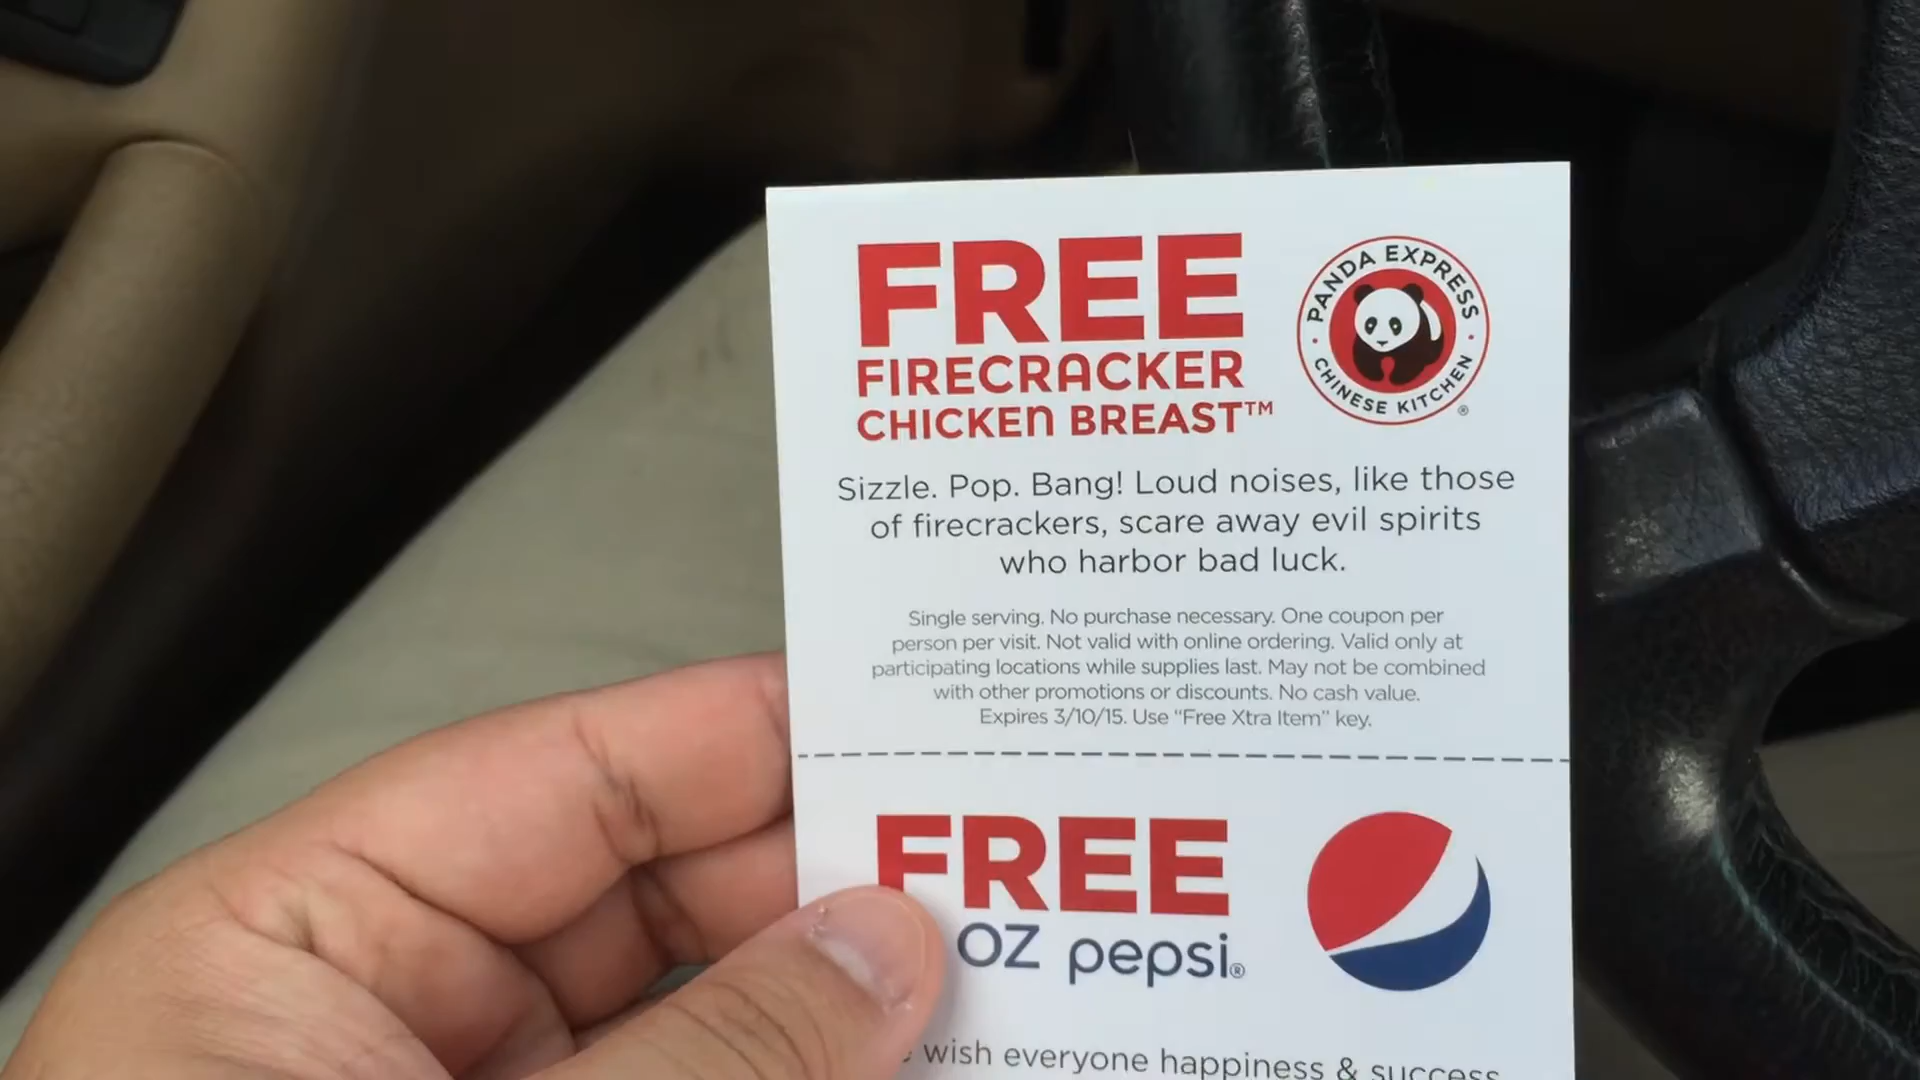 FREE
FIRECRACKER
CHICKEN BREAST™
PANDA EXPRESS
CHINESE KITCHEN
®
Sizzle. Pop. Bang! Loud noises, like those
of firecrackers, scare away evil spirits
who harbor bad luck.
Single serving. No purchase necessary. One coupon per
person per visit. Not valid with online ordering. Valid only at
participating locations while supplies last. May not be combined
with other promotions or discounts. No cash value.
Expires 3/10/15. Use “Free Xtra Item” key.
FREE
OZ pepsi®
wish everyone happiness & success